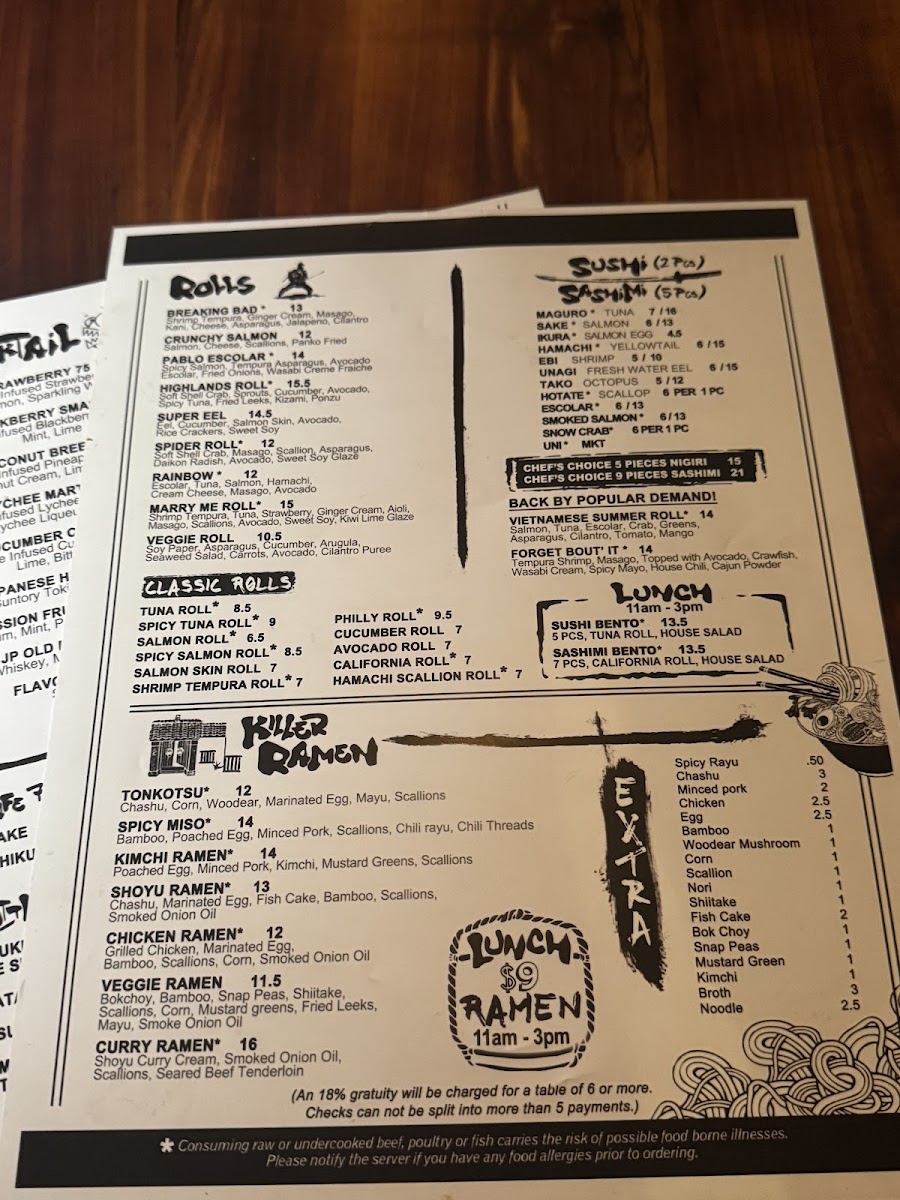 Rolls
BREAKING BAD * 13
Shrimp Tempura, Ginger Cream, Masago,
Kani, Cheese, Asparagus, Jalapeno, Cilantro
CRUNCHY SALMON 12
Salmon, Cheese, Scallions, Panko Fried
PABLO ESCOLAR * 14
Spicy Salmon, Tempura Asparagus, Avocado
Escolar, Fried Onions, Wasabi Creme Fraiche
HIGHLANDS ROLL* 15.5
Soft Shell Crab, Sprouts, Cucumber, Avocado,
Spicy Tuna, Fried Leeks, Kizami, Ponzu
SUPER EEL 14.5
Eel, Cucumber, Salmon Skin, Avocado,
Rice Crackers, Sweet Soy
SPIDER ROLL* 12
Soft Shell Crab, Masago, Scallion, Asparagus,
Daikon Radish, Avocado, Sweet Soy Glaze
RAINBOW * 12
Escolar, Tuna, Salmon, Hamachi,
Cream Cheese, Masago, Avocado
MARRY ME ROLL* 15
Shrimp Tempura, Tuna, Strawberry, Ginger Cream, Aioli,
Masago, Scallions, Avocado, Sweet Soy, Kiwi Lime Glaze
VEGGIE ROLL 10.5
Soy Paper, Asparagus, Cucumber, Arugula,
Seaweed Salad, Carrots, Avocado, Cilantro Puree
CLASSIC ROLLS
TUNA ROLL* 8.5
SPICY TUNA ROLL* 9
SALMON ROLL* 6.5
SPICY SALMON ROLL* 8.5
SALMON SKIN ROLL 7
SHRIMP TEMPURA ROLL* 7
PHILLY ROLL* 9.5
CUCUMBER ROLL 7
AVOCADO ROLL 7
CALIFORNIA ROLL* 7
HAMACHI SCALLION ROLL* 7
SUSHI (2 Pcs)
SASHIMI (5 Pcs)
MAGURO * TUNA 7 / 16
SAKE * SALMON 6 / 13
IKURA * SALMON EGG 4.5
HAMACHI * YELLOWTAIL 6 / 15
EBI SHRIMP 5 / 10
UNAGI FRESH WATER EEL 6 / 15
TAKO OCTOPUS 5 / 12
HOTATE * SCALLOP 6 PER 1 PC
ESCOLAR * 6 / 13
SMOKED SALMON * 6 / 13
SNOW CRAB* 6 PER 1 PC
UNI * MKT
CHEF'S CHOICE 5 PIECES NIGIRI 15
CHEF'S CHOICE 9 PIECES SASHIMI 21
BACK BY POPULAR DEMAND!
VIETNAMESE SUMMER ROLL* 14
Salmon, Tuna, Escolar, Crab, Greens,
Asparagus, Cilantro, Tomato, Mango
FORGET BOUT' IT * 14
Tempura Shrimp, Masago, Topped with Avocado, Crawfish,
Wasabi Cream, Spicy Mayo, House Chili, Cajun Powder
LUNCH
11am - 3pm
SUSHI BENTO* 13.5
5 PCS, TUNA ROLL, HOUSE SALAD
SASHIMI BENTO* 13.5
7 PCS, CALIFORNIA ROLL, HOUSE SALAD
KILLER
RAMEN
TONKOTSU* 12
Chashu, Corn, Woodear, Marinated Egg, Mayu, Scallions
SPICY MISO* 14
Bamboo, Poached Egg, Minced Pork, Scallions, Chili rayu, Chili Threads
KIMCHI RAMEN* 14
Poached Egg, Minced Pork, Kimchi, Mustard Greens, Scallions
SHOYU RAMEN* 13
Chashu, Marinated Egg, Fish Cake, Bamboo, Scallions,
Smoked Onion Oil
CHICKEN RAMEN* 12
Grilled Chicken, Marinated Egg,
Bamboo, Scallions, Corn, Smoked Onion Oil
VEGGIE RAMEN 11.5
Bokchoy, Bamboo, Snap Peas, Shiitake,
Scallions, Corn, Mustard greens, Fried Leeks,
Mayu, Smoke Onion Oil
CURRY RAMEN* 16
Shoyu Curry Cream, Smoked Onion Oil,
Scallions, Seared Beef Tenderloin
LUNCH
$9
RAMEN
11am - 3pm
EXTRA
Spicy Rayu .50
Chashu 3
Minced pork 2
Chicken 2.5
Egg 2.5
Bamboo 1
Woodear Mushroom 1
Corn 1
Scallion 1
Nori 1
Shiitake 1
Fish Cake 2
Bok Choy 1
Snap Peas 1
Mustard Green 1
Kimchi 1
Broth 3
Noodle 2.5
(An 18% gratuity will be charged for a table of 6 or more.
Checks can not be split into more than 5 payments.)
* Consuming raw or undercooked beef, poultry or fish carries the risk of possible food borne illnesses.
Please notify the server if you have any food allergies prior to ordering.